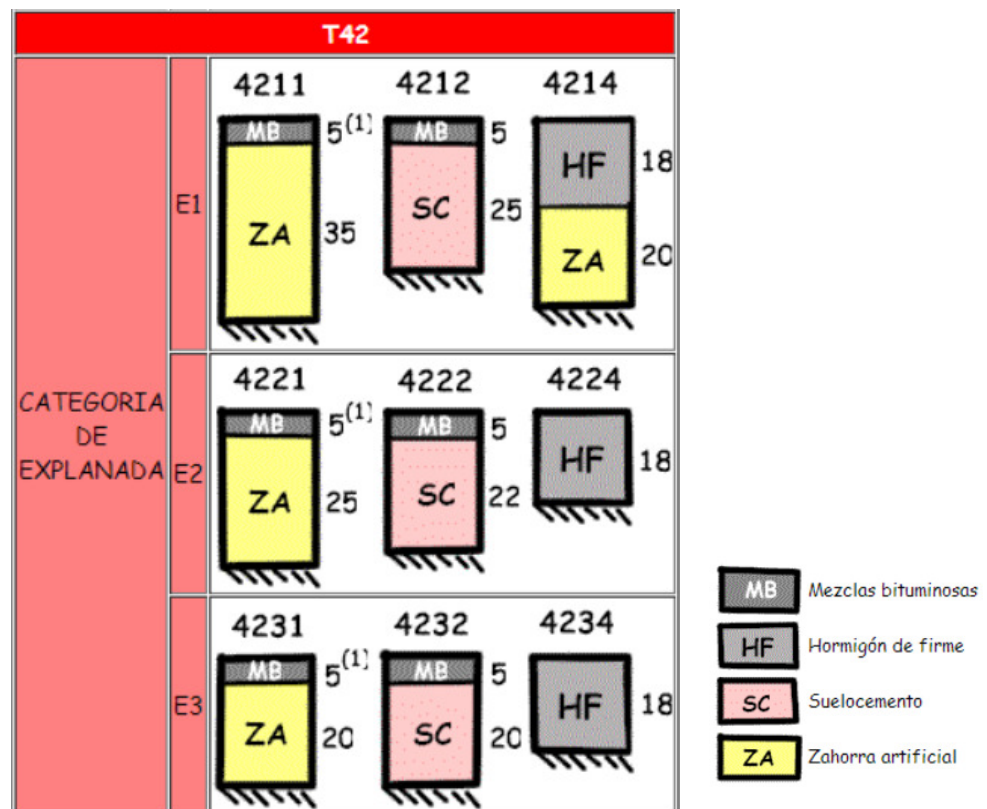 T42
4211 4212 4214
MB 5(1) MB 5 HF 18
E1 ZA 35 SC 25 ZA 20
4221 4222 4224
CATEGORIA
DE
EXPLANADA
MB 5(1) MB 5 HF 18
E2 ZA 25 SC 22
4231 4232 4234
MB 5(1) MB 5 HF 18
E3 ZA 20 SC 20
MB Mezclas bituminosas
HF Hormigón de firme
SC Suelocemento
ZA Zahorra artificial